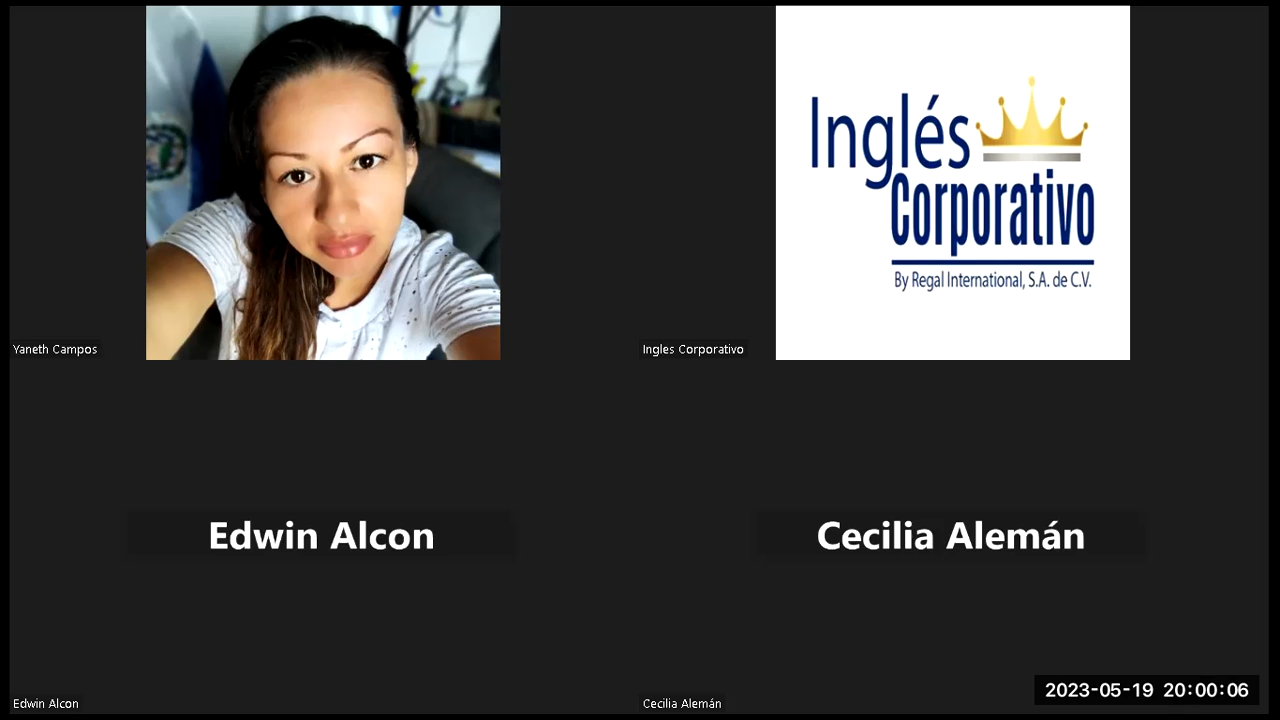 Inglés
Corporativo
By Regal International, S.A. de C.V.
Yaneth Campos
Ingles Corporativo
Edwin Alcon
Cecilia Alemán
Edwin Alcon
Cecilia Alemán
2023-05-19 20:00:06